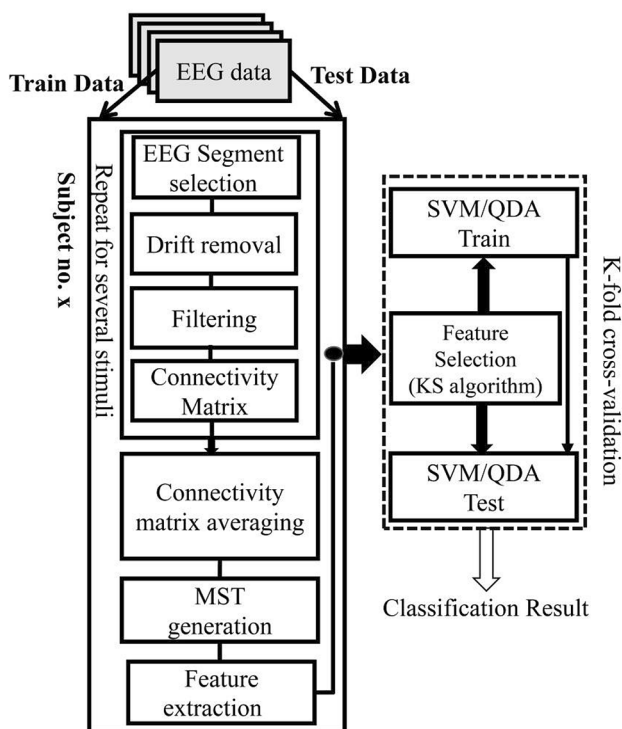 EEG data
Train Data
Test Data
Subject no. x
Repeat for several stimuli
EEG Segment
selection
Drift removal
Filtering
Connectivity
Matrix
Connectivity
matrix averaging
MST
generation
Feature
extraction
SVM/QDA
Train
Feature
Selection
(KS algorithm)
SVM/QDA
Test
K-fold cross-validation
Classification Result